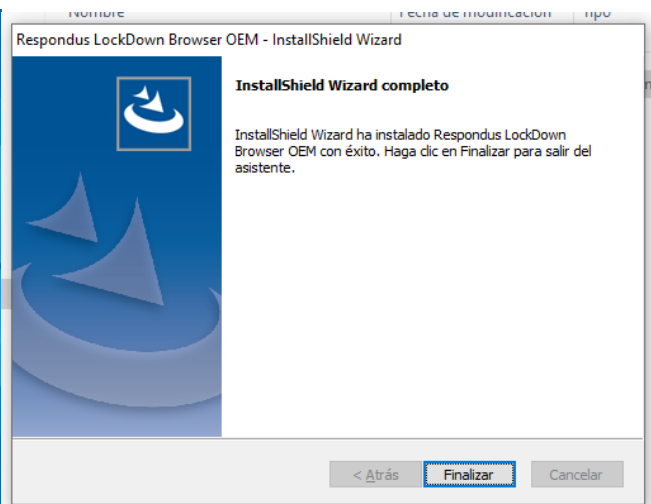 Nombre Fecha de modificación Tipo
Respondus LockDown Browser OEM - InstallShield Wizard
InstallShield Wizard completo
InstallShield Wizard ha instalado Respondus LockDown
Browser OEM con éxito. Haga clic en Finalizar para salir del
asistente.
< Atrás Finalizar Cancelar